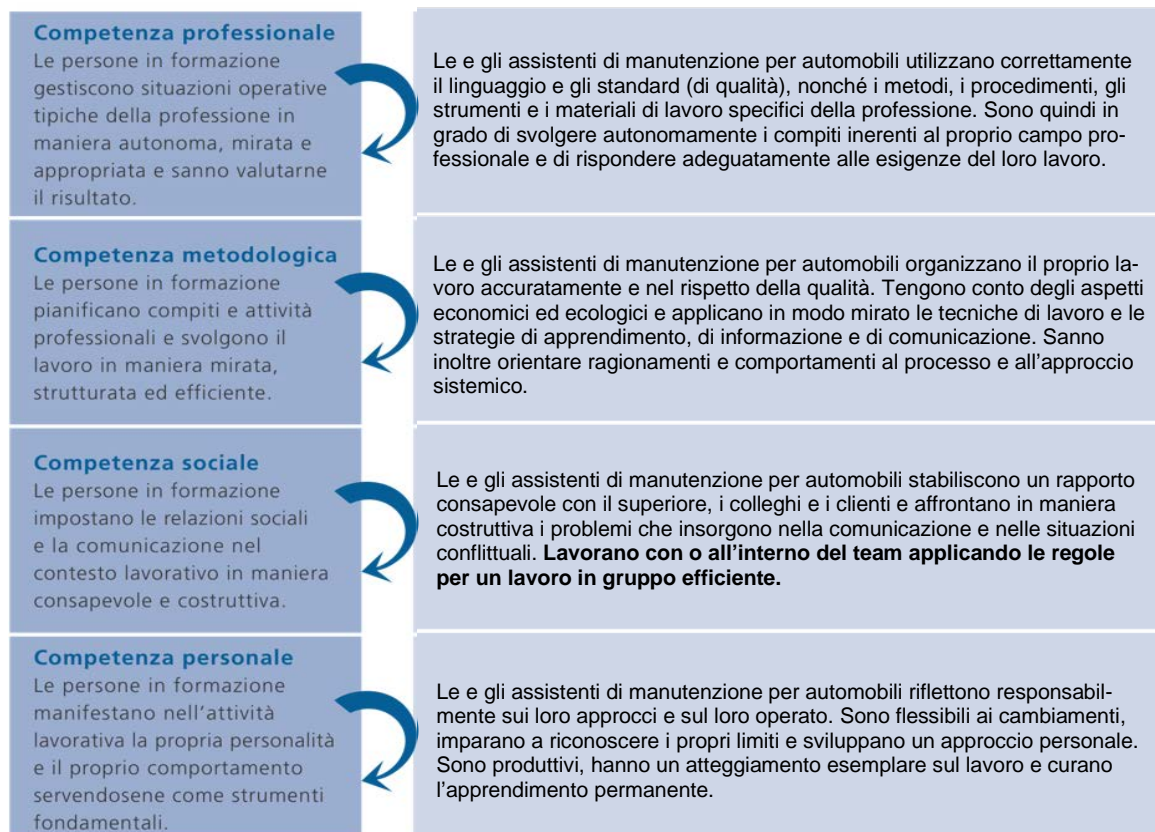 Competenza professionale
Le persone in formazione
gestiscono situazioni operative
tipiche della professione in
maniera autonoma, mirata e
appropriata e sanno valutarne
il risultato.
Le e gli assistenti di manutenzione per automobili utilizzano correttamente
il linguaggio e gli standard (di qualità), nonché i metodi, i procedimenti, gli
strumenti e i materiali di lavoro specifici della professione. Sono quindi in
grado di svolgere autonomamente i compiti inerenti al proprio campo pro-
fessionale e di rispondere adeguatamente alle esigenze del loro lavoro.
Competenza metodologica
Le persone in formazione
pianificano compiti e attività
professionali e svolgono il
lavoro in maniera mirata,
strutturata ed efficiente.
Le e gli assistenti di manutenzione per automobili organizzano il proprio la-
voro accuratamente e nel rispetto della qualità. Tengono conto degli aspetti
economici ed ecologici e applicano in modo mirato le tecniche di lavoro e le
strategie di apprendimento, di informazione e di comunicazione. Sanno
inoltre orientare ragionamenti e comportamenti al processo e all'approccio
sistemico.
Competenza sociale
Le persone in formazione
impostano le relazioni sociali
e la comunicazione nel
contesto lavorativo in maniera
consapevole e costruttiva.
Le e gli assistenti di manutenzione per automobili stabiliscono un rapporto
consapevole con il superiore, i colleghi e i clienti e affrontano in maniera
costruttiva i problemi che insorgono nella comunicazione e nelle situazioni
conflittuali. Lavorano con o all'interno del team applicando le regole
per un lavoro in gruppo efficiente.
Competenza personale
Le persone in formazione
manifestano nell'attività
lavorativa la propria personalità
e il proprio comportamento
servendosene come strumenti
fondamentali.
Le e gli assistenti di manutenzione per automobili riflettono responsabil-
mente sui loro approcci e sul loro operato. Sono flessibili ai cambiamenti,
imparano a riconoscere i propri limiti e sviluppano un approccio personale.
Sono produttivi, hanno un atteggiamento esemplare sul lavoro e curano
l'apprendimento permanente.